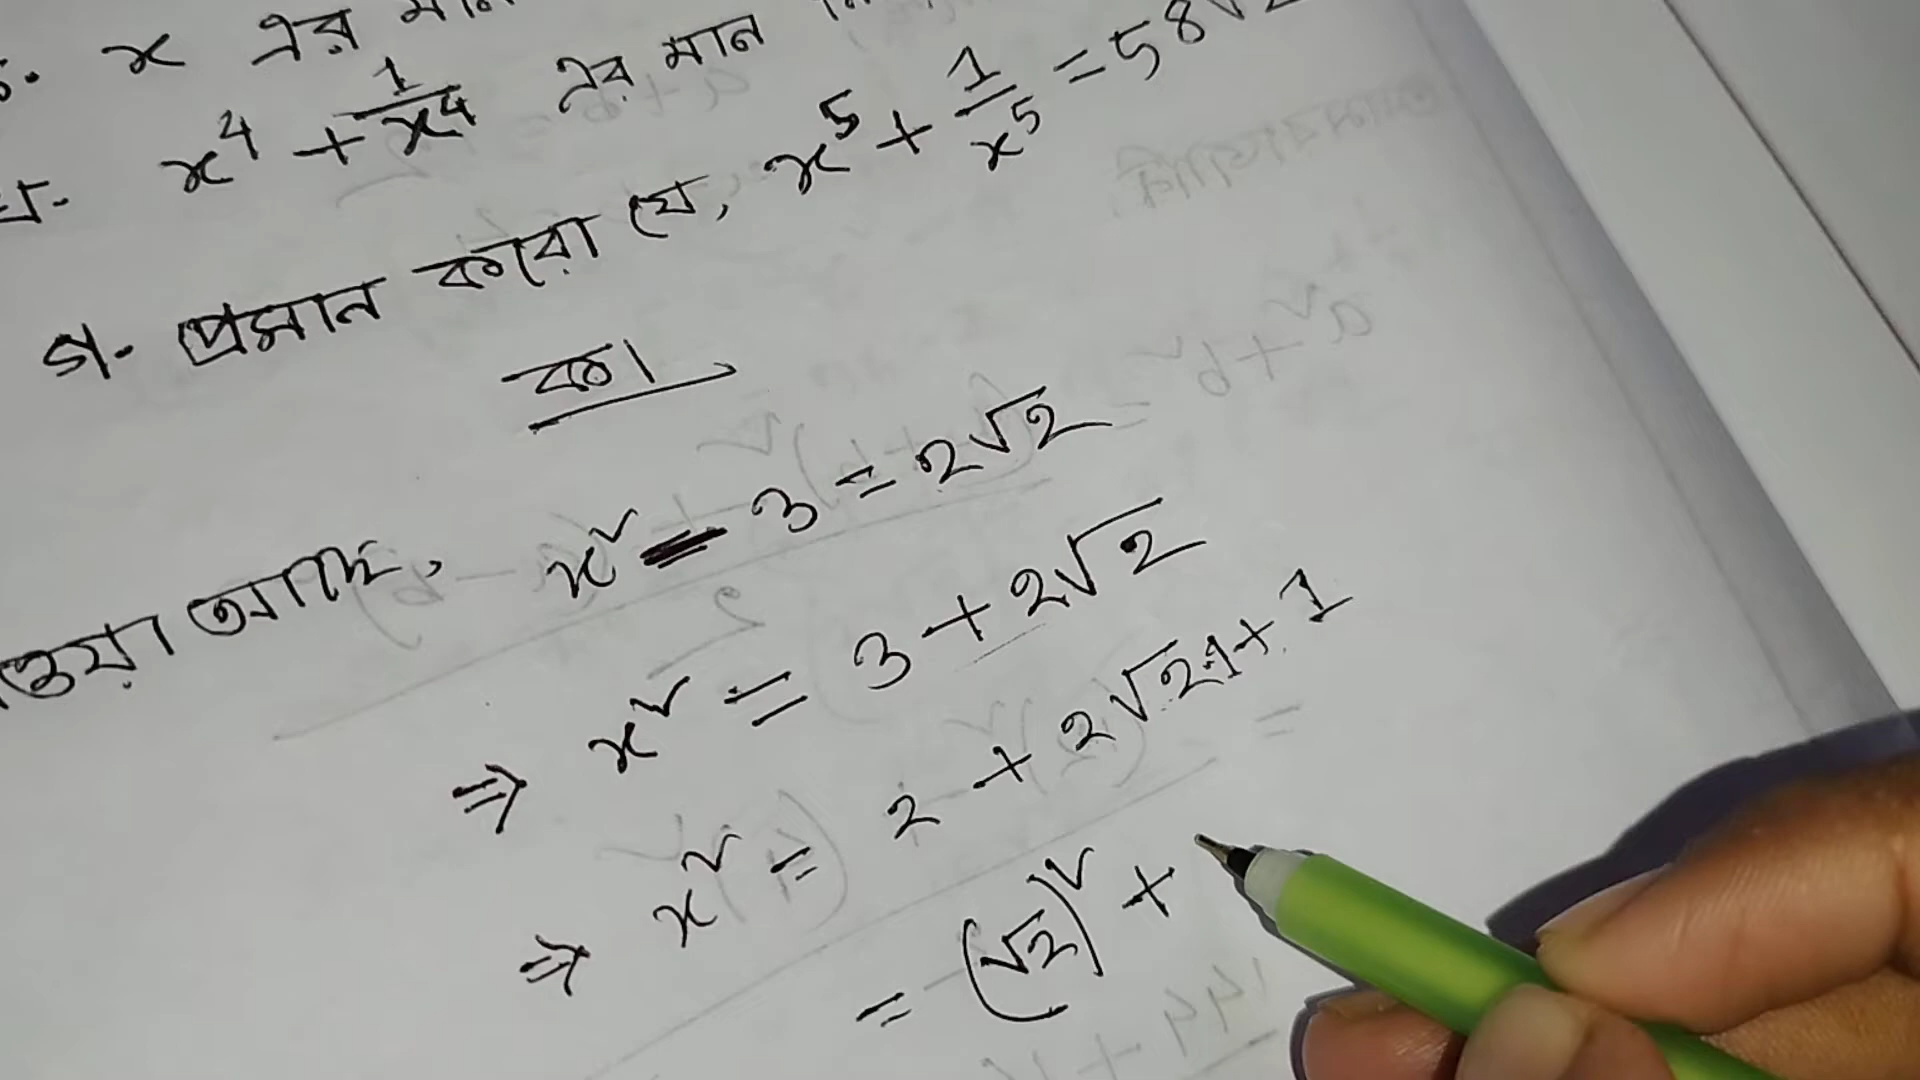 x এর
x⁴ + 1/x⁴ এর মান
গ. প্রমান করো যে, x⁵ + 1/x⁵ = 58√2
ক।
ওয়া আছে, x² - 3 = 2√2
⇒ x² = 3 + 2√2
⇒ x² = 2 + 2√2.1 + 1
= (√2)² +